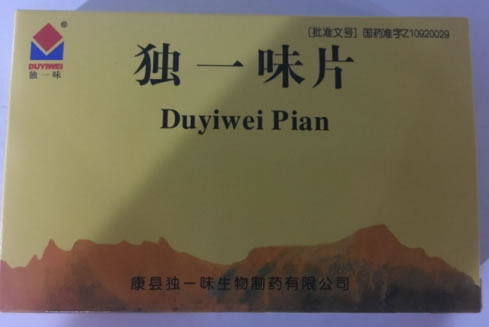 [批准文号] 国药准字Z10920029
®
DUYIWEI
独一味
独一味片
Duyiwei Pian
康县独一味生物制药有限公司